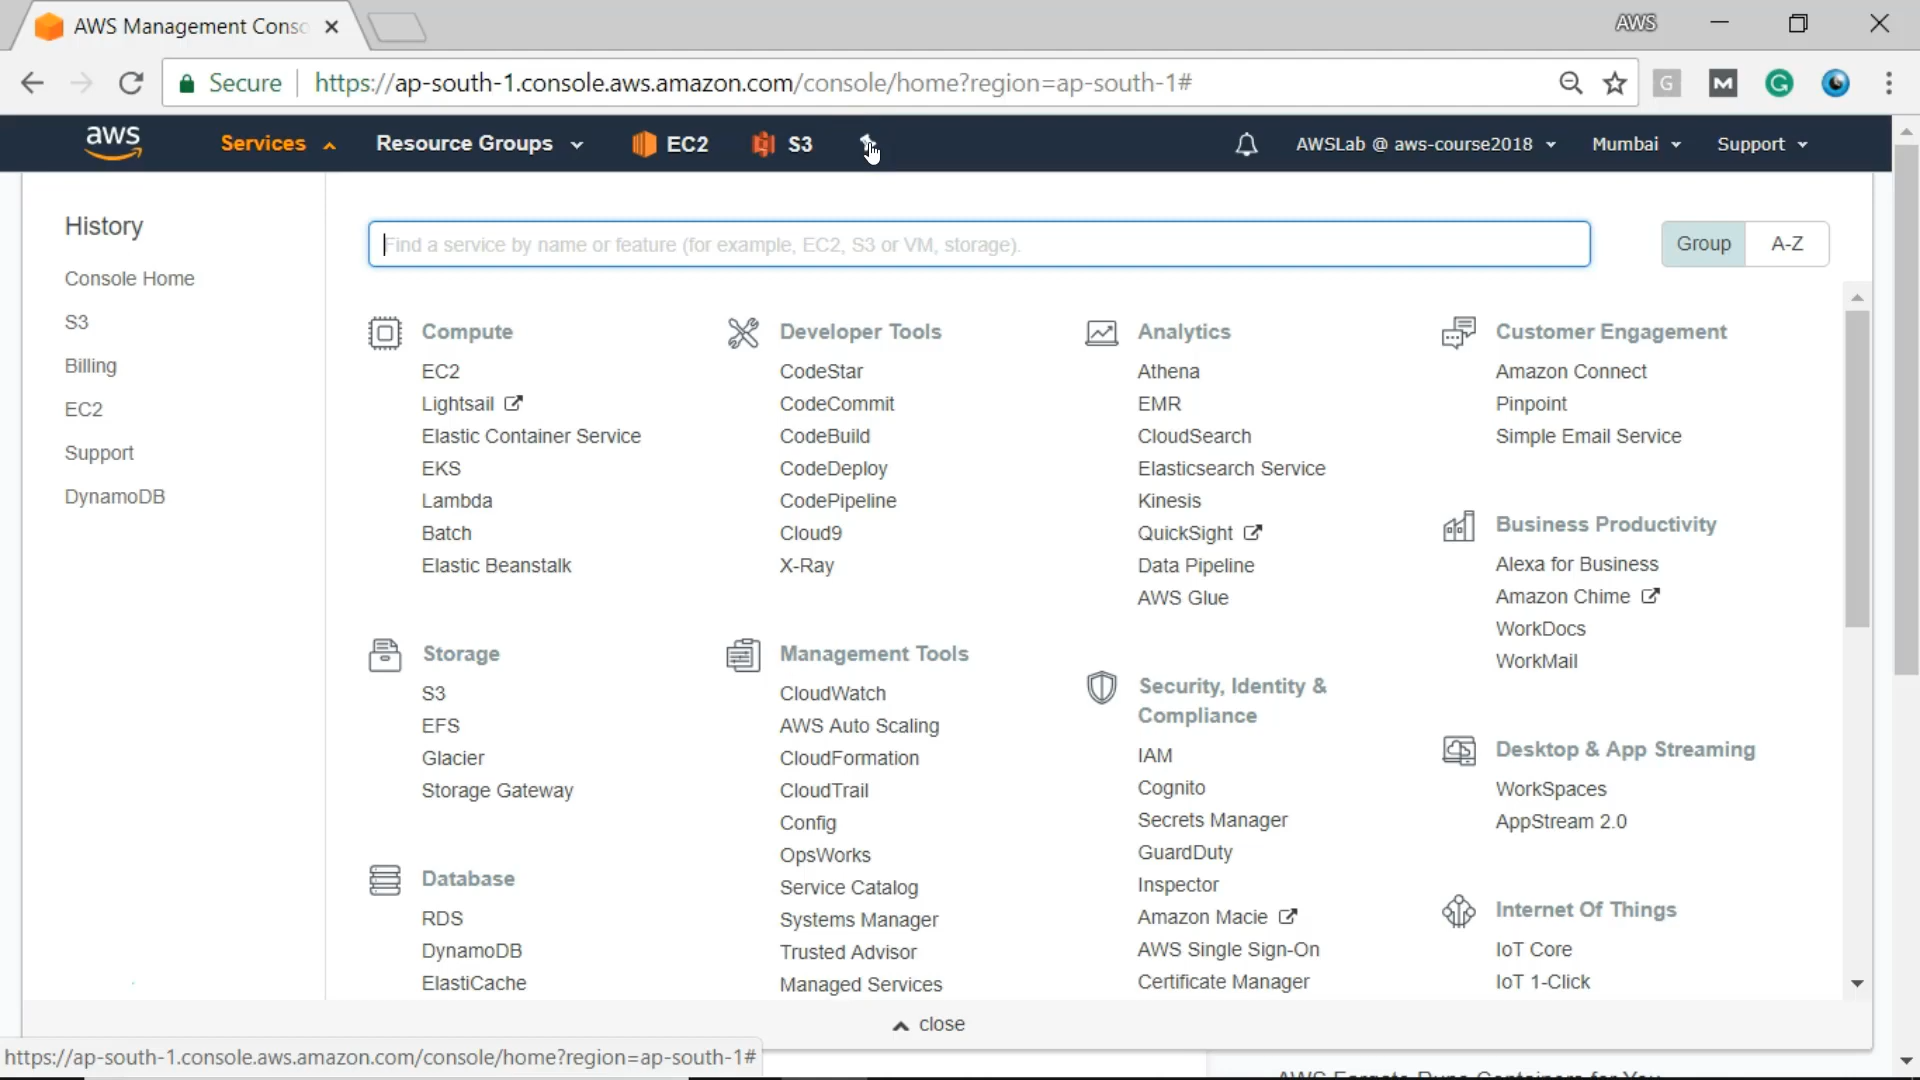 AWS Management Conso
AWS
Secure
https://ap-south-1.console.aws.amazon.com/console/home?region=ap-south-1#
G
M
G
aws
Services
Resource Groups
EC2
S3
AWSLab @ aws-course2018
Mumbai
Support
History
Console Home
S3
Billing
EC2
Support
DynamoDB
Find a service by name or feature (for example, EC2, S3 or VM, storage).
Group
A-Z
Compute
EC2
Lightsail
Elastic Container Service
EKS
Lambda
Batch
Elastic Beanstalk
Storage
S3
EFS
Glacier
Storage Gateway
Database
RDS
DynamoDB
ElastiCache
Developer Tools
CodeStar
CodeCommit
CodeBuild
CodeDeploy
CodePipeline
Cloud9
X-Ray
Management Tools
CloudWatch
AWS Auto Scaling
CloudFormation
CloudTrail
Config
OpsWorks
Service Catalog
Systems Manager
Trusted Advisor
Managed Services
Analytics
Athena
EMR
CloudSearch
Elasticsearch Service
Kinesis
QuickSight
Data Pipeline
AWS Glue
Security, Identity &
Compliance
IAM
Cognito
Secrets Manager
GuardDuty
Inspector
Amazon Macie
AWS Single Sign-On
Certificate Manager
Customer Engagement
Amazon Connect
Pinpoint
Simple Email Service
Business Productivity
Alexa for Business
Amazon Chime
WorkDocs
WorkMail
Desktop & App Streaming
WorkSpaces
AppStream 2.0
Internet Of Things
IoT Core
IoT 1-Click
close
https://ap-south-1.console.aws.amazon.com/console/home?region=ap-south-1#